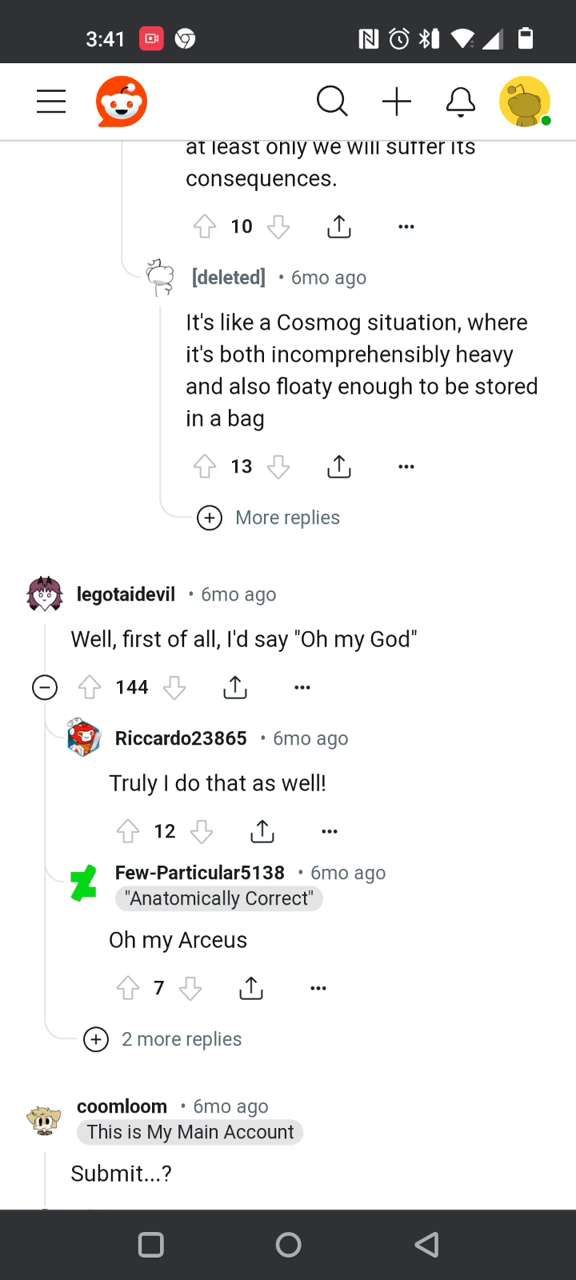 3:41
at least only we will suffer its
consequences.
10
[deleted] • 6mo ago
It's like a Cosmog situation, where
it's both incomprehensibly heavy
and also floaty enough to be stored
in a bag
13
More replies
legotaidevil • 6mo ago
Well, first of all, I'd say "Oh my God"
144
Riccardo23865 • 6mo ago
Truly I do that as well!
12
Few-Particular5138 • 6mo ago
"Anatomically Correct"
Oh my Arceus
7
2 more replies
coomloom • 6mo ago
This is My Main Account
Submit...?